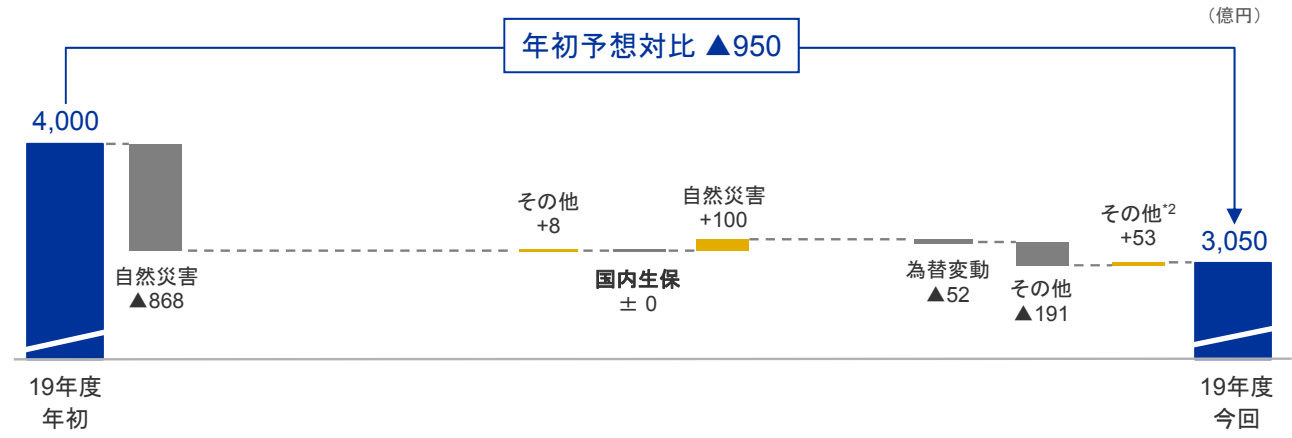 （億円）
年初予想対比 ▲950
4,000
自然災害
▲868
その他
+8
国内生保
± 0
自然災害
+100
為替変動
▲52
その他
▲191
その他*2
+53
3,050
19年度
年初
19年度
今回